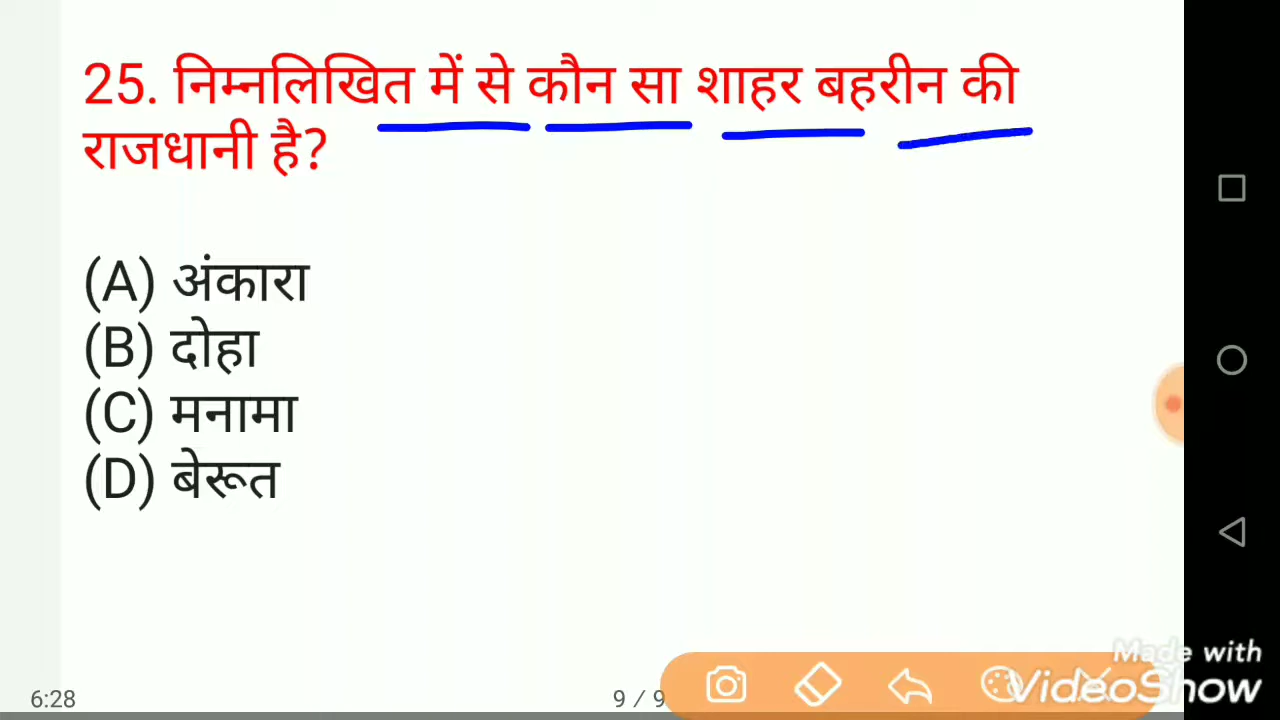 25. निम्नलिखित में से कौन सा शाहर बहरीन की
राजधानी है?
(A) अंकारा
(B) दोहा
(C) मनामा
(D) बेरूत
6:28
9 / 9
Made with
VideoShow